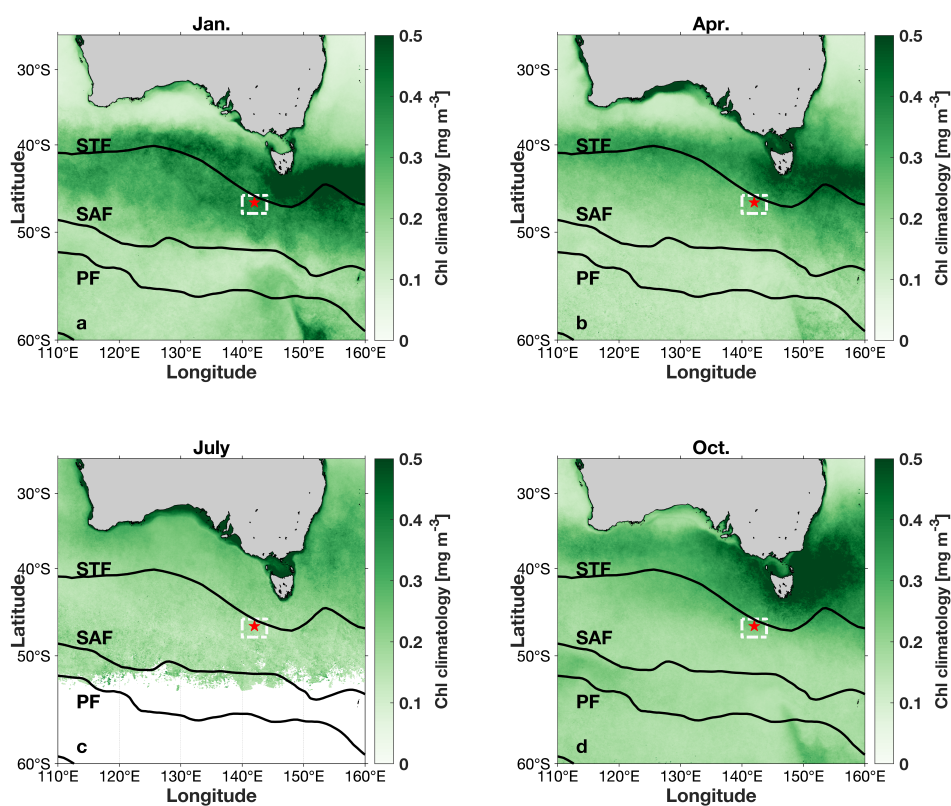 Jan.
30°S
40°S
50°S
60°S
Latitude
STF
SAF
PF
a
110°E 120°E 130°E 140°E 150°E 160°E
Longitude
0.5
0.4
0.3
0.2
0.1
0
Chl climatology [mg m⁻³]
Apr.
30°S
40°S
50°S
60°S
Latitude
STF
SAF
PF
b
110°E 120°E 130°E 140°E 150°E 160°E
Longitude
0.5
0.4
0.3
0.2
0.1
0
Chl climatology [mg m⁻³]
July
30°S
40°S
50°S
60°S
Latitude
STF
SAF
PF
c
110°E 120°E 130°E 140°E 150°E 160°E
Longitude
0.5
0.4
0.3
0.2
0.1
0
Chl climatology [mg m⁻³]
Oct.
30°S
40°S
50°S
60°S
Latitude
STF
SAF
PF
d
110°E 120°E 130°E 140°E 150°E 160°E
Longitude
0.5
0.4
0.3
0.2
0.1
0
Chl climatology [mg m⁻³]